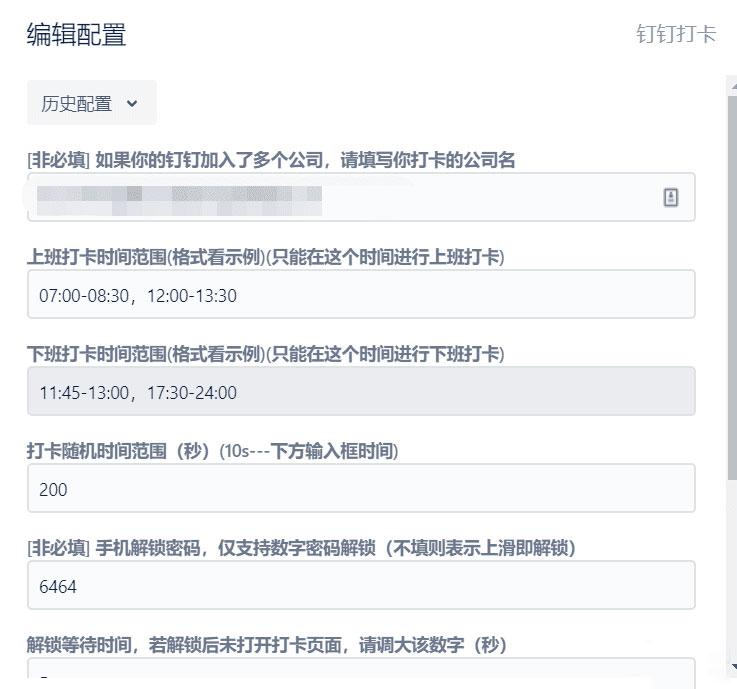 编辑配置
钉钉打卡
历史配置
[非必填] 如果你的钉钉加入了多个公司，请填写你打卡的公司名
上班打卡时间范围(格式看示例)(只能在这个时间进行上班打卡)
07:00-08:30，12:00-13:30
下班打卡时间范围(格式看示例)(只能在这个时间进行下班打卡)
11:45-13:00，17:30-24:00
打卡随机时间范围（秒）(10s---下方输入框时间)
200
[非必填] 手机解锁密码，仅支持数字密码解锁（不填则表示上滑即解锁）
6464
解锁等待时间，若解锁后未打开打卡页面，请调大该数字（秒）